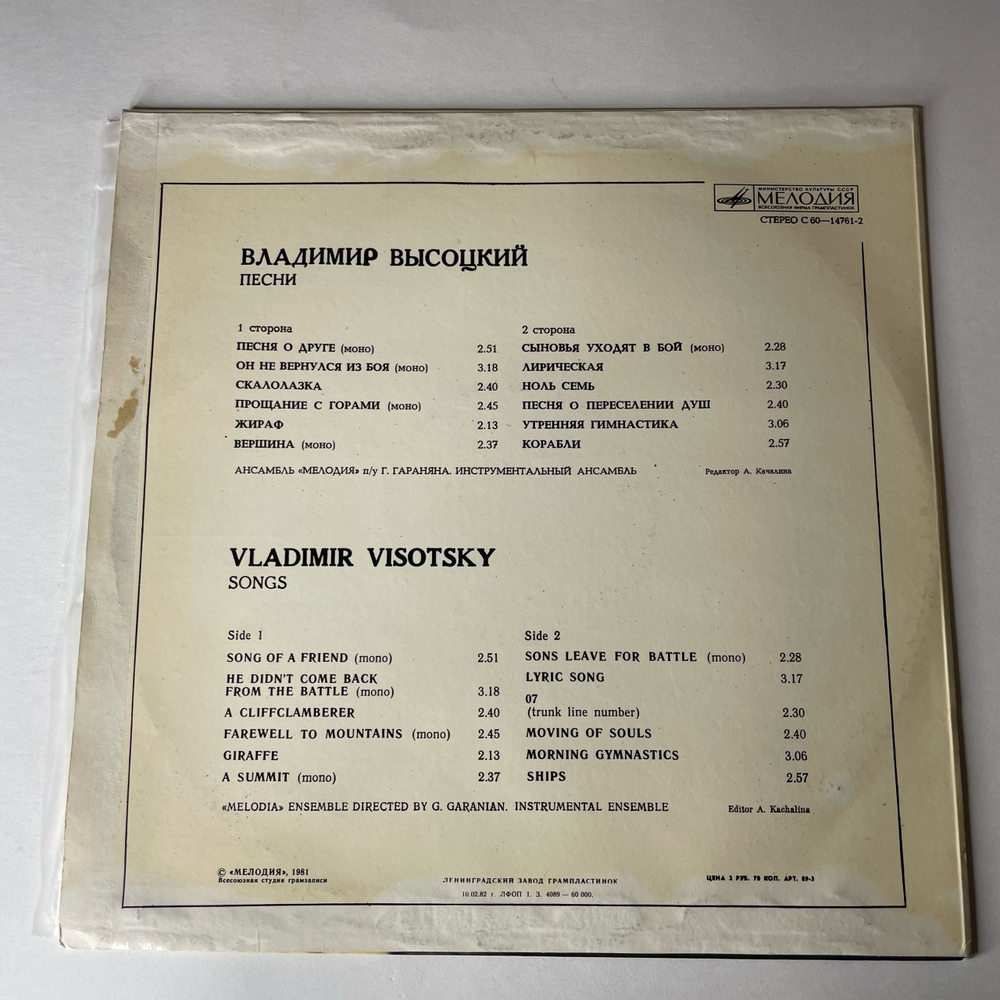 МИНИСТЕРСТВО КУЛЬТУРЫ СССР
МЕЛОДИЯ
ВСЕСОЮЗНАЯ ФИРМА ГРАМПЛАСТИНОК
СТЕРЕО С 60—14761-2
ВЛАДИМИР ВЫСОЦКИЙ
ПЕСНИ
1 сторона
ПЕСНЯ О ДРУГЕ (моно) 2.51
ОН НЕ ВЕРНУЛСЯ ИЗ БОЯ (моно) 3.18
СКАЛОЛАЗКА 2.40
ПРОЩАНИЕ С ГОРАМИ (моно) 2.45
ЖИРАФ 2.13
ВЕРШИНА (моно) 2.37
2 сторона
СЫНОВЬЯ УХОДЯТ В БОЙ (моно) 2.28
ЛИРИЧЕСКАЯ 3.17
НОЛЬ СЕМЬ 2.30
ПЕСНЯ О ПЕРЕСЕЛЕНИИ ДУШ 2.40
УТРЕННЯЯ ГИМНАСТИКА 3.06
КОРАБЛИ 2.57
АНСАМБЛЬ «МЕЛОДИЯ» п/у Г. ГАРАНЯНА. ИНСТРУМЕНТАЛЬНЫЙ АНСАМБЛЬ
Редактор А. Качалина
VLADIMIR VISOTSKY
SONGS
Side 1
SONG OF A FRIEND (mono) 2.51
HE DIDN'T COME BACK
FROM THE BATTLE (mono) 3.18
A CLIFFCLAMBERER 2.40
FAREWELL TO MOUNTAINS (mono) 2.45
GIRAFFE 2.13
A SUMMIT (mono) 2.37
Side 2
SONS LEAVE FOR BATTLE (mono) 2.28
LYRIC SONG 3.17
07
(trunk line number) 2.30
MOVING OF SOULS 2.40
MORNING GYMNASTICS 3.06
SHIPS 2.57
«MELODIA» ENSEMBLE DIRECTED BY G. GARANIAN. INSTRUMENTAL ENSEMBLE
Editor A. Kachalina
© «МЕЛОДИЯ», 1981
Всесоюзная студия грамзаписи
ЛЕНИНГРАДСКИЙ ЗАВОД ГРАМПЛАСТИНОК
10.02.82 г. ЛФОП 1. З. 4089 — 60 000.
ЦЕНА 2 РУБ. 70 КОП. АРТ. 89-3